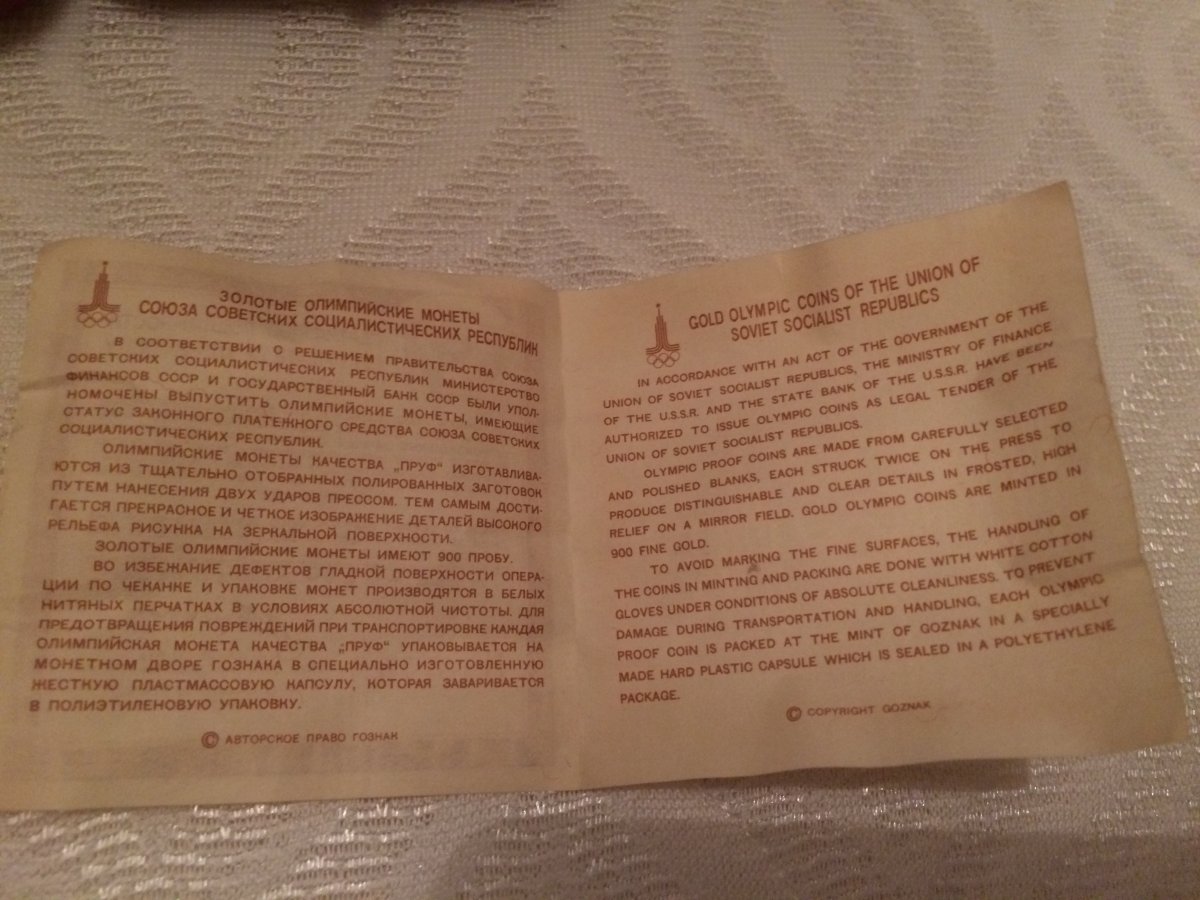 ЗОЛОТЫЕ ОЛИМПИЙСКИЕ МОНЕТЫ
СОЮЗА СОВЕТСКИХ СОЦИАЛИСТИЧЕСКИХ РЕСПУБЛИК
В СООТВЕТСТВИИ С РЕШЕНИЕМ ПРАВИТЕЛЬСТВА СОЮЗА
СОВЕТСКИХ СОЦИАЛИСТИЧЕСКИХ РЕСПУБЛИК МИНИСТЕРСТВО
ФИНАНСОВ СССР И ГОСУДАРСТВЕННЫЙ БАНК СССР БЫЛИ УПОЛ-
НОМОЧЕНЫ ВЫПУСТИТЬ ОЛИМПИЙСКИЕ МОНЕТЫ, ИМЕЮЩИЕ
СТАТУС ЗАКОННОГО ПЛАТЕЖНОГО СРЕДСТВА СОЮЗА СОВЕТСКИХ
СОЦИАЛИСТИЧЕСКИХ РЕСПУБЛИК.
ОЛИМПИЙСКИЕ МОНЕТЫ КАЧЕСТВА „ПРУФ“ ИЗГОТАВЛИВА-
ЮТСЯ ИЗ ТЩАТЕЛЬНО ОТОБРАННЫХ ПОЛИРОВАННЫХ ЗАГОТОВОК
ПУТЕМ НАНЕСЕНИЯ ДВУХ УДАРОВ ПРЕССОМ. ТЕМ САМЫМ ДОСТИ-
ГАЕТСЯ ПРЕКРАСНОЕ И ЧЕТКОЕ ИЗОБРАЖЕНИЕ ДЕТАЛЕЙ ВЫСОКОГО
РЕЛЬЕФА РИСУНКА НА ЗЕРКАЛЬНОЙ ПОВЕРХНОСТИ.
ЗОЛОТЫЕ ОЛИМПИЙСКИЕ МОНЕТЫ ИМЕЮТ 900 ПРОБУ.
ВО ИЗБЕЖАНИЕ ДЕФЕКТОВ ГЛАДКОЙ ПОВЕРХНОСТИ ОПЕРА-
ЦИИ ПО ЧЕКАНКЕ И УПАКОВКЕ МОНЕТ ПРОИЗВОДЯТСЯ В БЕЛЫХ
НИТЯНЫХ ПЕРЧАТКАХ В УСЛОВИЯХ АБСОЛЮТНОЙ ЧИСТОТЫ. ДЛЯ
ПРЕДОТВРАЩЕНИЯ ПОВРЕЖДЕНИЙ ПРИ ТРАНСПОРТИРОВКЕ КАЖДАЯ
ОЛИМПИЙСКАЯ МОНЕТА КАЧЕСТВА „ПРУФ“ УПАКОВЫВАЕТСЯ НА
МОНЕТНОМ ДВОРЕ ГОЗНАКА В СПЕЦИАЛЬНО ИЗГОТОВЛЕННУЮ
ЖЕСТКУЮ ПЛАСТМАССОВУЮ КАПСУЛУ, КОТОРАЯ ЗАВАРИВАЕТСЯ
В ПОЛИЭТИЛЕНОВУЮ УПАКОВКУ.
© АВТОРСКОЕ ПРАВО ГОЗНАК
GOLD OLYMPIC COINS OF THE UNION OF
SOVIET SOCIALIST REPUBLICS
IN ACCORDANCE WITH AN ACT OF THE GOVERNMENT OF THE
UNION OF SOVIET SOCIALIST REPUBLICS, THE MINISTRY OF FINANCE
OF THE U.S.S.R. AND THE STATE BANK OF THE U.S.S.R. HAVE BEEN
AUTHORIZED TO ISSUE OLYMPIC COINS AS LEGAL TENDER OF THE
UNION OF SOVIET SOCIALIST REPUBLICS.
OLYMPIC PROOF COINS ARE MADE FROM CAREFULLY SELECTED
AND POLISHED BLANKS, EACH STRUCK TWICE ON THE PRESS TO
PRODUCE DISTINGUISHABLE AND CLEAR DETAILS IN FROSTED, HIGH
RELIEF ON A MIRROR FIELD. GOLD OLYMPIC COINS ARE MINTED IN
900 FINE GOLD.
TO AVOID MARKING THE FINE SURFACES, THE HANDLING OF
THE COINS IN MINTING AND PACKING ARE DONE WITH WHITE COTTON
GLOVES UNDER CONDITIONS OF ABSOLUTE CLEANLINESS. TO PREVENT
DAMAGE DURING TRANSPORTATION AND HANDLING, EACH OLYMPIC
PROOF COIN IS PACKED AT THE MINT OF GOZNAK IN A SPECIALLY
MADE HARD PLASTIC CAPSULE WHICH IS SEALED IN A POLYETHYLENE
PACKAGE.
© COPYRIGHT GOZNAK